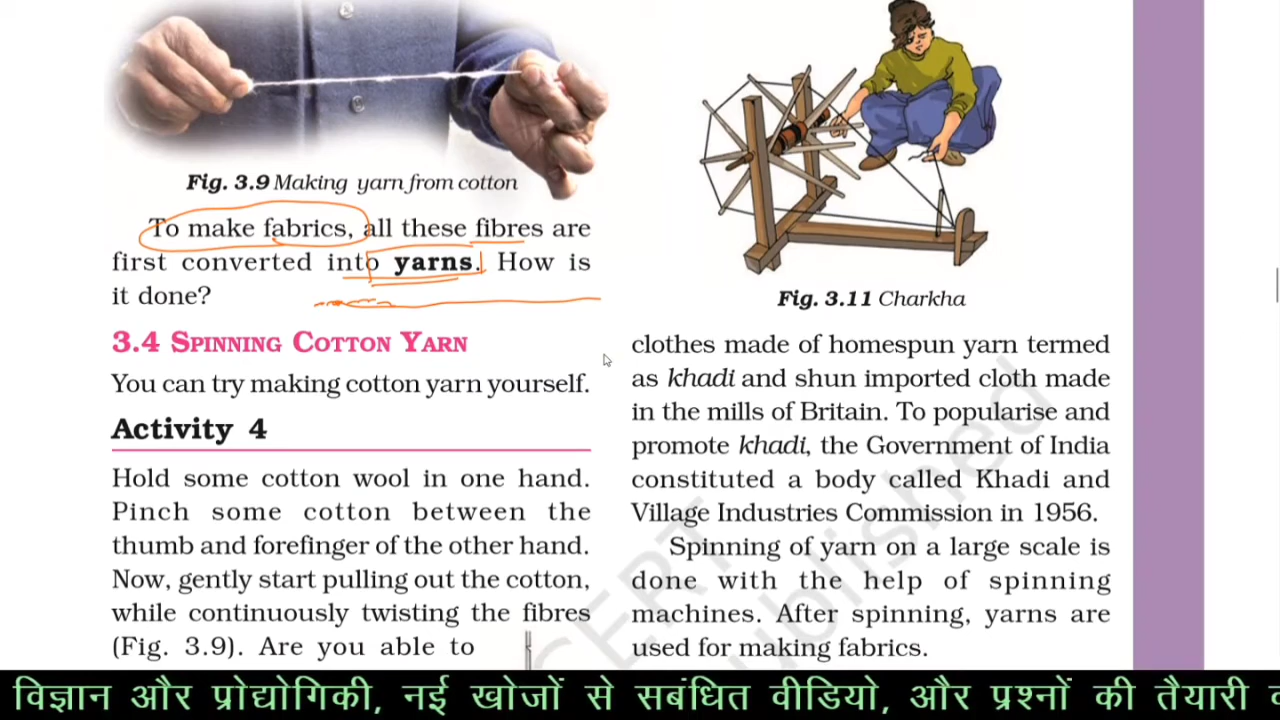 Fig. 3.9 Making yarn from cotton
To make fabrics, all these fibres are
first converted into yarns. How is
it done?
3.4 SPINNING COTTON YARN
You can try making cotton yarn yourself.
Activity 4
Hold some cotton wool in one hand.
Pinch some cotton between the
thumb and forefinger of the other hand.
Now, gently start pulling out the cotton,
while continuously twisting the fibres
(Fig. 3.9). Are you able to
Fig. 3.11 Charkha
clothes made of homespun yarn termed
as khadi and shun imported cloth made
in the mills of Britain. To popularise and
promote khadi, the Government of India
constituted a body called Khadi and
Village Industries Commission in 1956.
Spinning of yarn on a large scale is
done with the help of spinning
machines. After spinning, yarns are
used for making fabrics.
विज्ञान और प्रोद्योगिकी, नई खोजों से सबंधित वीडियो, और प्रश्नों की तैयारी